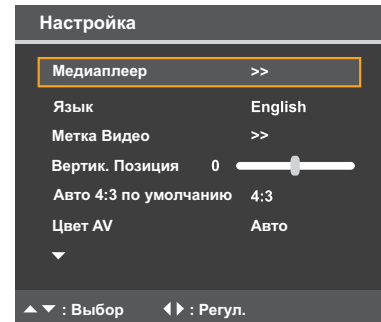 Настройка
Медиаплеер >>
Язык English
Метка Видео >>
Вертик. Позиция 0
Авто 4:3 по умолчанию 4:3
Цвет AV Авто
: Выбор : Регул.